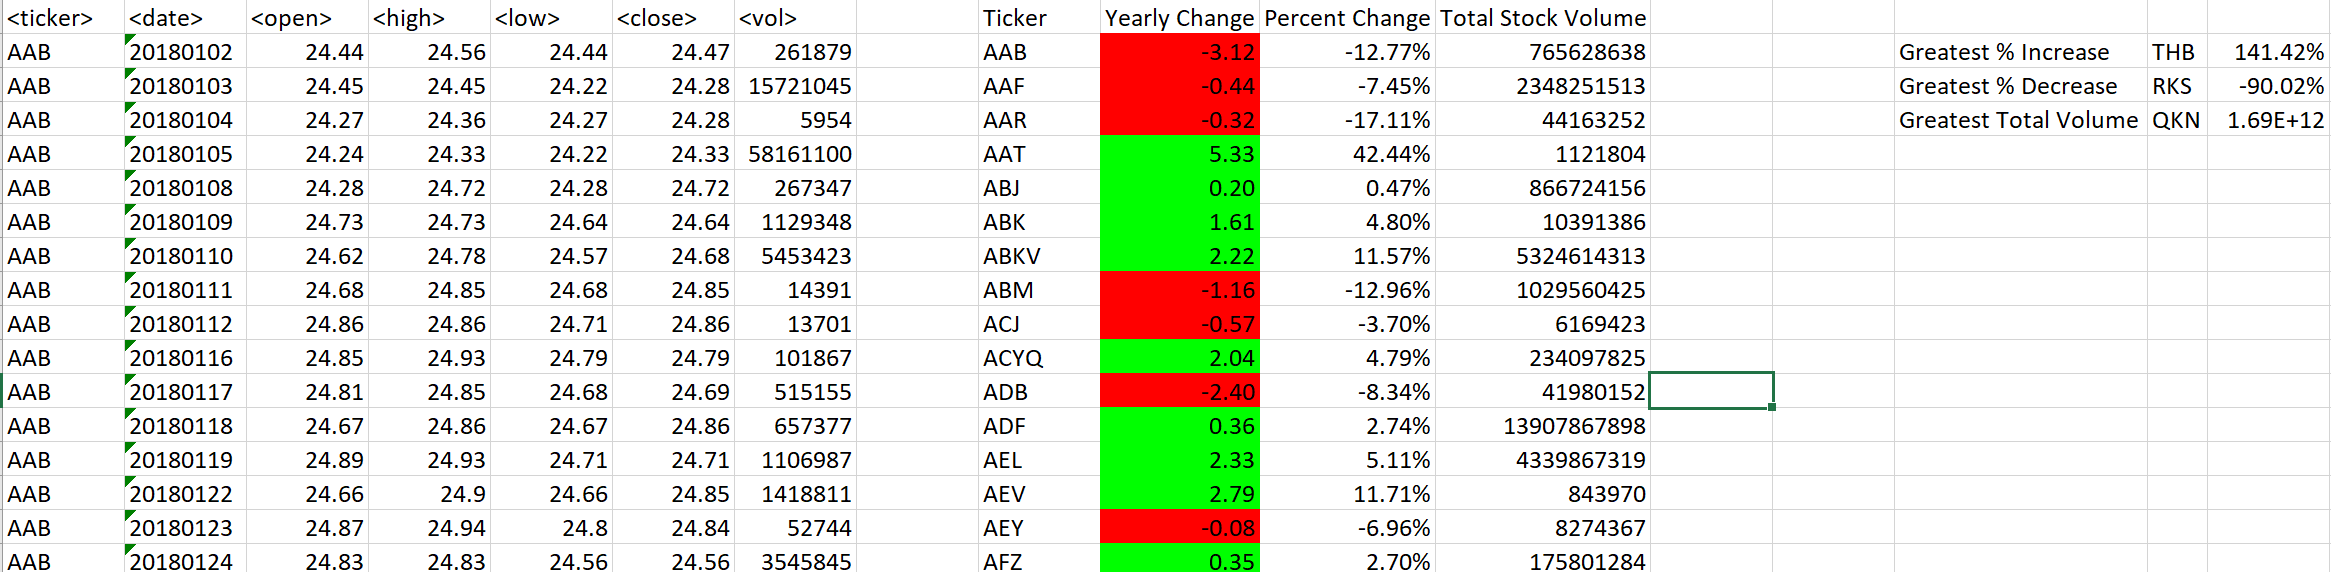 <ticker> <date> <open> <high> <low> <close> <vol> Ticker Yearly Change Percent Change Total Stock Volume
AAB 20180102 24.44 24.56 24.44 24.47 261879 AAB -3.12 -12.77% 765628638 Greatest % Increase THB 141.42%
AAB 20180103 24.45 24.45 24.22 24.28 15721045 AAF -0.44 -7.45% 2348251513 Greatest % Decrease RKS -90.02%
AAB 20180104 24.27 24.36 24.27 24.28 5954 AAR -0.32 -17.11% 44163252 Greatest Total Volume QKN 1.69E+12
AAB 20180105 24.24 24.33 24.22 24.33 58161100 AAT 5.33 42.44% 1121804
AAB 20180108 24.28 24.72 24.28 24.72 267347 ABJ 0.20 0.47% 866724156
AAB 20180109 24.73 24.73 24.64 24.64 1129348 ABK 1.61 4.80% 10391386
AAB 20180110 24.62 24.78 24.57 24.68 5453423 ABKV 2.22 11.57% 5324614313
AAB 20180111 24.68 24.85 24.68 24.85 14391 ABM -1.16 -12.96% 1029560425
AAB 20180112 24.86 24.86 24.71 24.86 13701 ACJ -0.57 -3.70% 6169423
AAB 20180116 24.85 24.93 24.79 24.79 101867 ACYQ 2.04 4.79% 234097825
AAB 20180117 24.81 24.85 24.68 24.69 515155 ADB -2.40 -8.34% 41980152
AAB 20180118 24.67 24.86 24.67 24.86 657377 ADF 0.36 2.74% 13907867898
AAB 20180119 24.89 24.93 24.71 24.71 1106987 AEL 2.33 5.11% 4339867319
AAB 20180122 24.66 24.9 24.66 24.85 1418811 AEV 2.79 11.71% 843970
AAB 20180123 24.87 24.94 24.8 24.84 52744 AEY -0.08 -6.96% 8274367
AAB 20180124 24.83 24.83 24.56 24.56 3545845 AFZ 0.35 2.70% 175801284